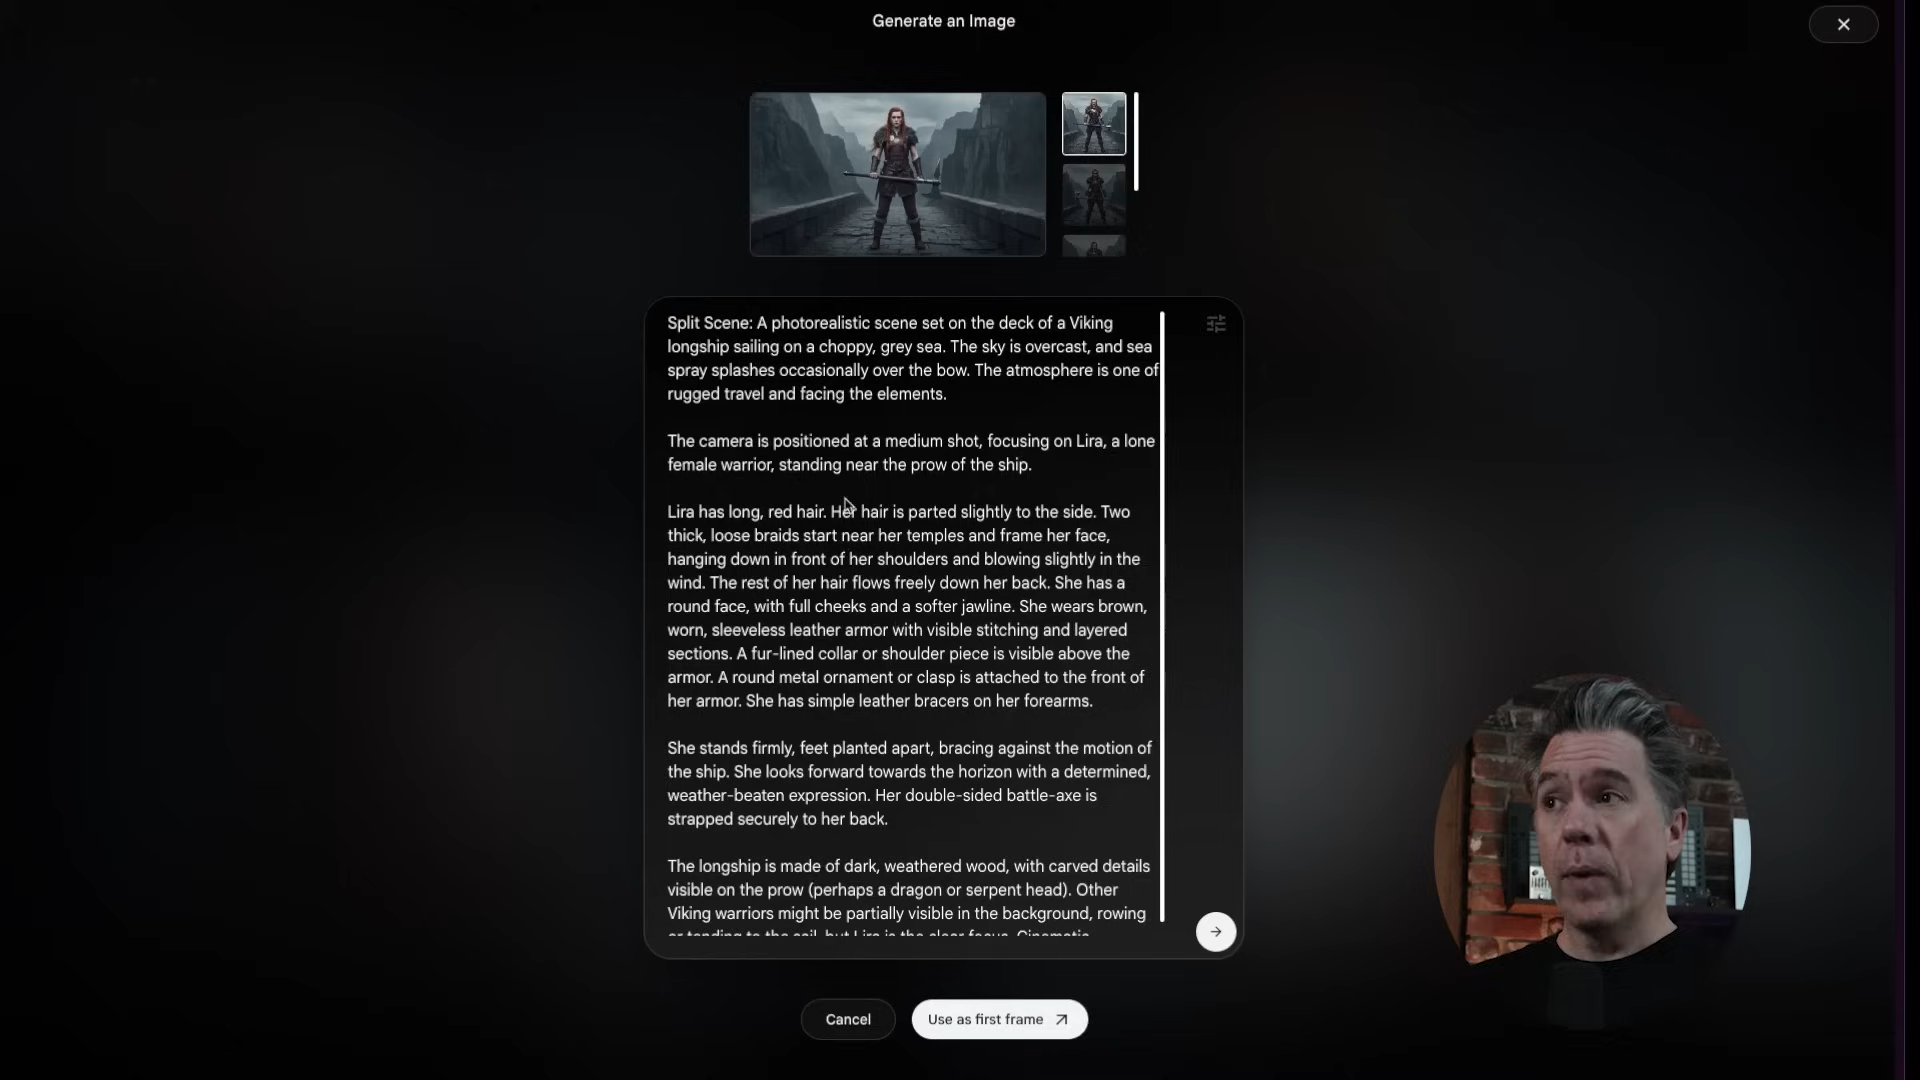 Generate an Image
Split Scene: A photorealistic scene set on the deck of a Viking
longship sailing on a choppy, grey sea. The sky is overcast, and sea
spray splashes occasionally over the bow. The atmosphere is one of
rugged travel and facing the elements.
The camera is positioned at a medium shot, focusing on Lira, a lone
female warrior, standing near the prow of the ship.
Lira has long, red hair. Her hair is parted slightly to the side. Two
thick, loose braids start near her temples and frame her face,
hanging down in front of her shoulders and blowing slightly in the
wind. The rest of her hair flows freely down her back. She has a
round face, with full cheeks and a softer jawline. She wears brown,
worn, sleeveless leather armor with visible stitching and layered
sections. A fur-lined collar or shoulder piece is visible above the
armor. A round metal ornament or clasp is attached to the front of
her armor. She has simple leather bracers on her forearms.
She stands firmly, feet planted apart, bracing against the motion of
the ship. She looks forward towards the horizon with a determined,
weather-beaten expression. Her double-sided battle-axe is
strapped securely to her back.
The longship is made of dark, weathered wood, with carved details
visible on the prow (perhaps a dragon or serpent head). Other
Viking warriors might be partially visible in the background, rowing
or tending to the sail, but Lira is the clear focus. Cinematic
Cancel
Use as first frame